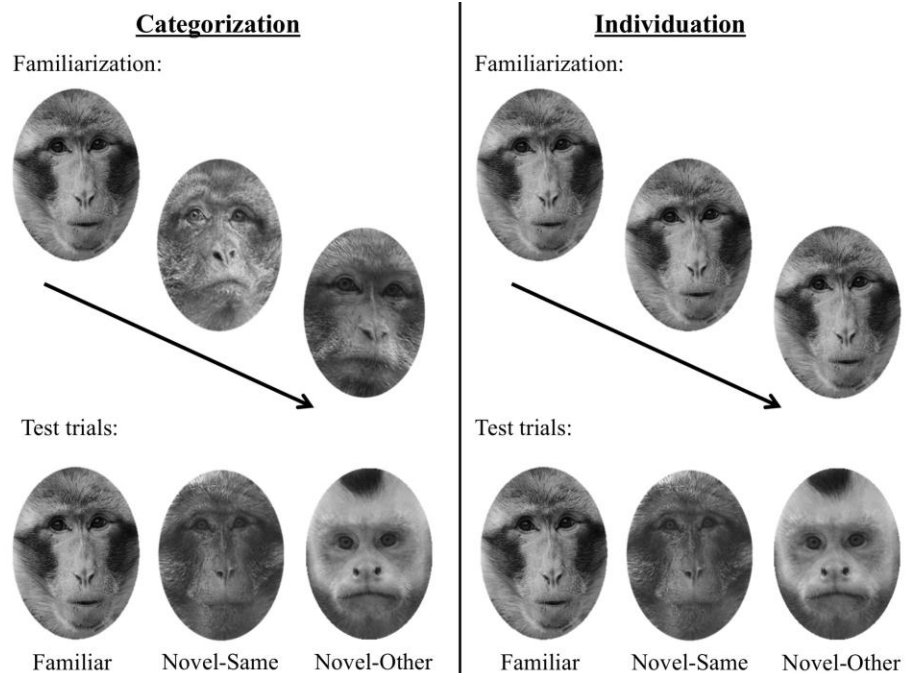 Categorization
Familiarization:
Test trials:
Familiar Novel-Same Novel-Other
Individuation
Familiarization:
Test trials:
Familiar Novel-Same Novel-Other